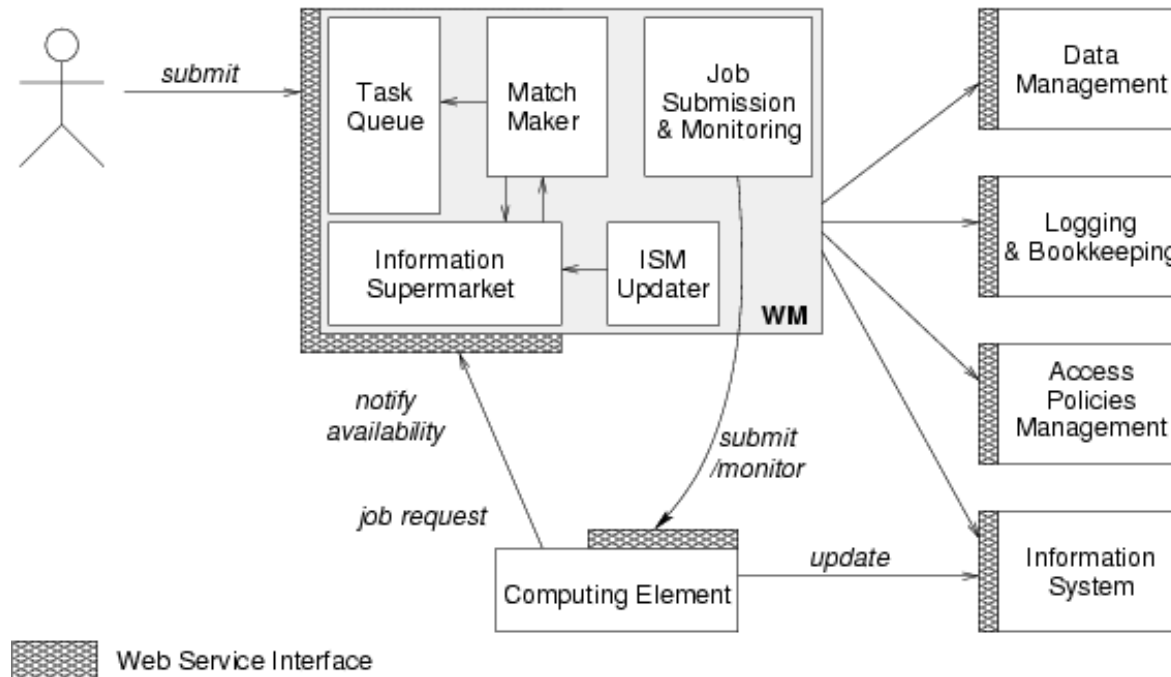 submit
Task
Queue
Match
Maker
Job
Submission
& Monitoring
Information
Supermarket
ISM
Updater
WM
Data
Management
Logging
& Bookkeeping
Access
Policies
Management
Information
System
notify
availability
job request
submit
/monitor
update
Computing Element
Web Service Interface